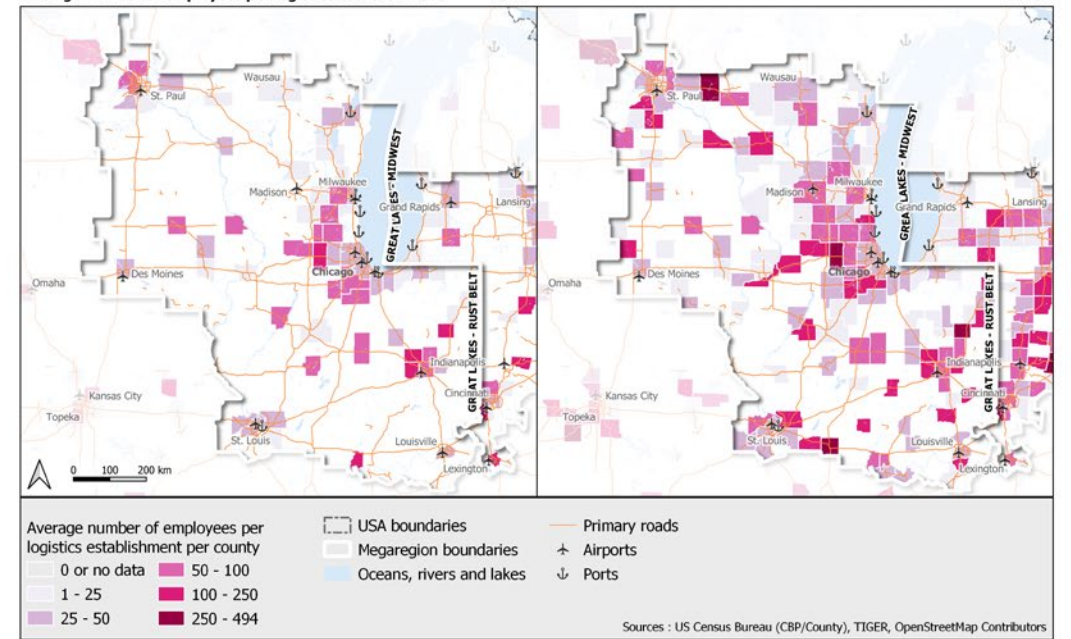 Wausau
St. Paul
Madison
Milwaukee
Grand Rapids
Lansing
GREAT LAKES - MIDWEST
Chicago
Des Moines
Omaha
GREAT LAKES - RUST BELT
Indianapolis
Cincinnati
Kansas City
Topeka
St. Louis
Louisville
Lexington
0 100 200 km
Wausau
St. Paul
Madison
Milwaukee
Grand Rapids
Lansing
GREAT LAKES - MIDWEST
Chicago
Des Moines
Omaha
GREAT LAKES - RUST BELT
Indianapolis
Cincinnati
Kansas City
Topeka
St. Louis
Louisville
Lexington
Average number of employees per
logistics establishment per county
0 or no data
1 - 25
25 - 50
50 - 100
100 - 250
250 - 494
USA boundaries
Megaregion boundaries
Oceans, rivers and lakes
Primary roads
Airports
Ports
Sources : US Census Bureau (CBP/County), TIGER, OpenStreetMap Contributors